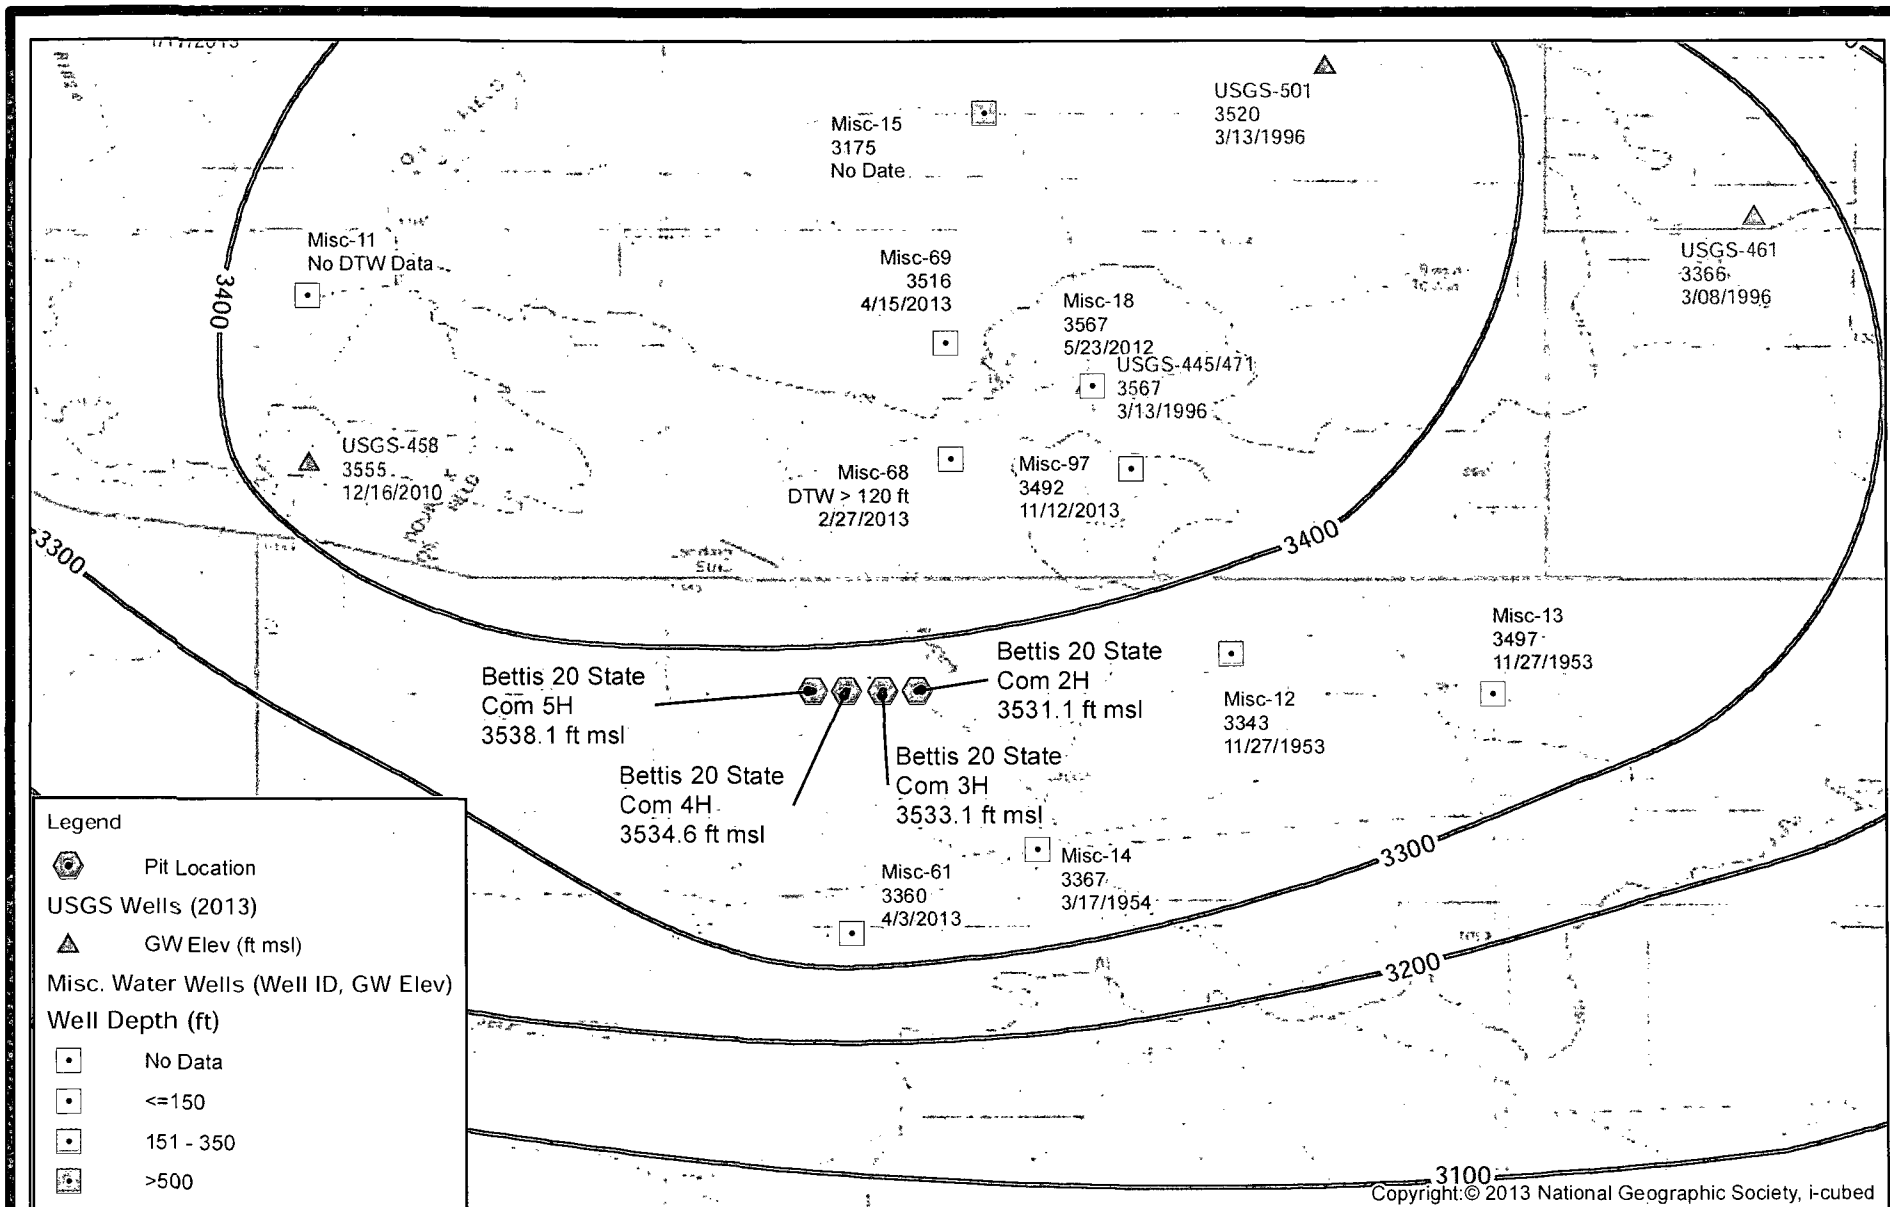 USGS-501
3520
3/13/1996
Misc-15
3175
No Date
Misc-11
No DTW Data
Misc-69
3516
4/15/2013
Misc-18
3567
5/23/2012
USGS-461
3366
3/08/1996
3400
USGS-445/471
3567
3/13/1996
USGS-458
3555
12/16/2010
Misc-68
DTW > 120 ft
2/27/2013
Misc-97
3492
11/12/2013
3400
3300
Misc-13
3497
11/27/1953
Bettis 20 State
Com 5H
3538.1 ft msl
Bettis 20 State
Com 2H
3531.1 ft msl
Misc-12
3343
11/27/1953
Bettis 20 State
Com 4H
3534.6 ft msl
Bettis 20 State
Com 3H
3533.1 ft msl
Misc-14
3367
3/17/1954
Misc-61
3360
4/3/2013
3300
3200
3100
Legend
Pit Location
USGS Wells (2013)
GW Elev (ft msl)
Misc. Water Wells (Well ID, GW Elev)
Well Depth (ft)
No Data
<=150
151 - 350
>500
Copyright:© 2013 National Geographic Society, i-cubed